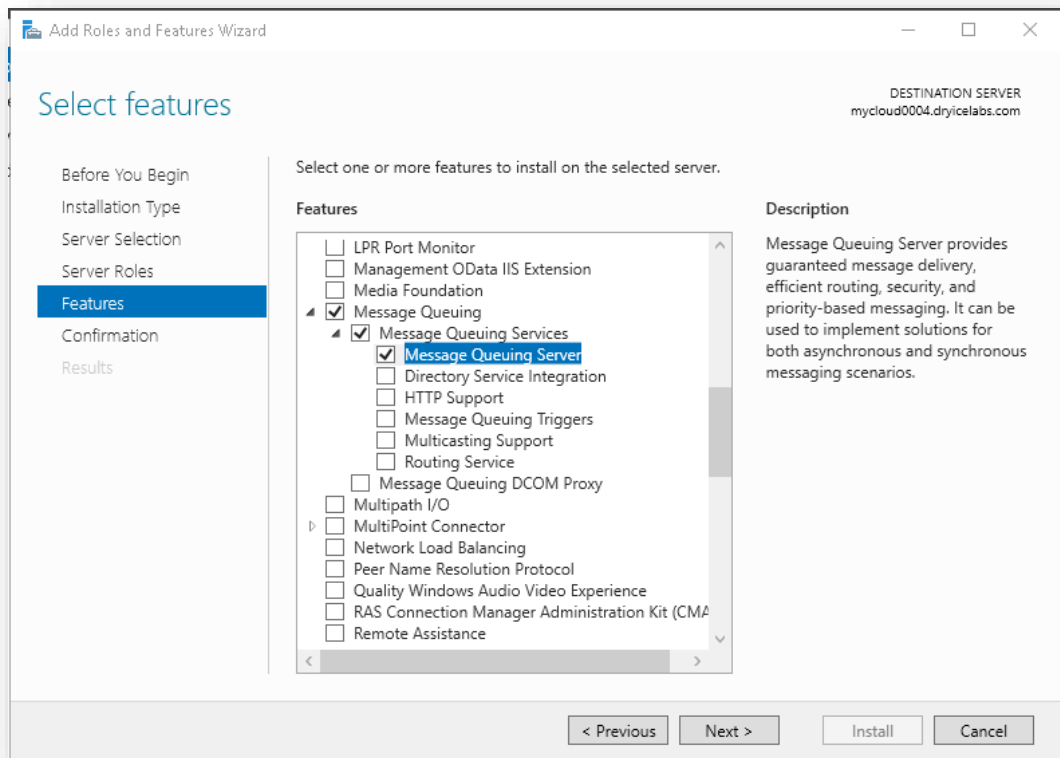 Add Roles and Features Wizard
Select features
DESTINATION SERVER
mycloud0004.dryicelabs.com
Before You Begin
Installation Type
Server Selection
Server Roles
Features
Confirmation
Results
Select one or more features to install on the selected server.
Features
LPR Port Monitor
Management OData IIS Extension
Media Foundation
Message Queuing
Message Queuing Services
Message Queuing Server
Directory Service Integration
HTTP Support
Message Queuing Triggers
Multicasting Support
Routing Service
Message Queuing DCOM Proxy
Multipath I/O
MultiPoint Connector
Network Load Balancing
Peer Name Resolution Protocol
Quality Windows Audio Video Experience
RAS Connection Manager Administration Kit (CMA
Remote Assistance
Description
Message Queuing Server provides
guaranteed message delivery,
efficient routing, security, and
priority-based messaging. It can be
used to implement solutions for
both asynchronous and synchronous
messaging scenarios.
< Previous
Next >
Install
Cancel